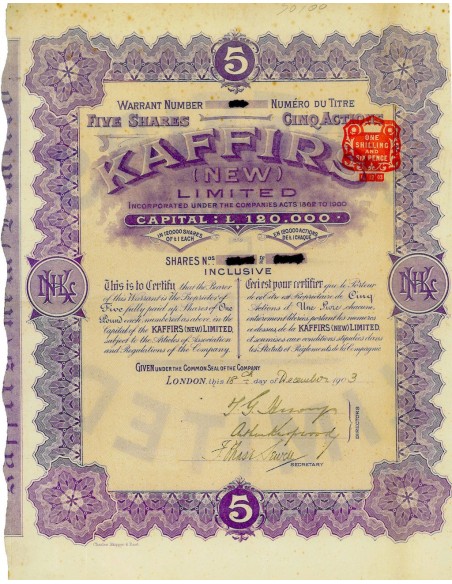 5
WARRANT NUMBER NUMÉRO DU TITRE
FIVE SHARES CINQ ACTIONS
KAFFIRS
(NEW)
LIMITED
INCORPORATED UNDER THE COMPANIES ACTS 1862 TO 1900.
CAPITAL: L 120.000.
IN 120000 SHARES OF £1 EACH
EN 120000 ACTIONS DE £1 CHAQUE
ONE SHILLING AND SIX PENCE
SHARES Nos
INCLUSIVE
This is to Certify that the Bearer
of this Warrant is the Proprietor of
Five fully paid up Shares of One
Pound each numbered as above in the
Capital of the KAFFIRS (NEW) LIMITED,
subject to the Articles of Association
and Regulations of the Company.
Ceci est pour certifier que le Porteur
de cet titre est Propriétaire de Cinq
Actions d'Une Livre chacune,
entièrement libérées portant les numéros
ci dessus, de la KAFFIRS (NEW) LIMITED,
et soumises aux conditions stipulées dans
les Statuts et Règlements de la Compagnie
GIVEN UNDER THE COMMON SEAL OF THE COMPANY
LONDON, this 18th day of December 1903.
DIRECTORS
SECRETARY
5